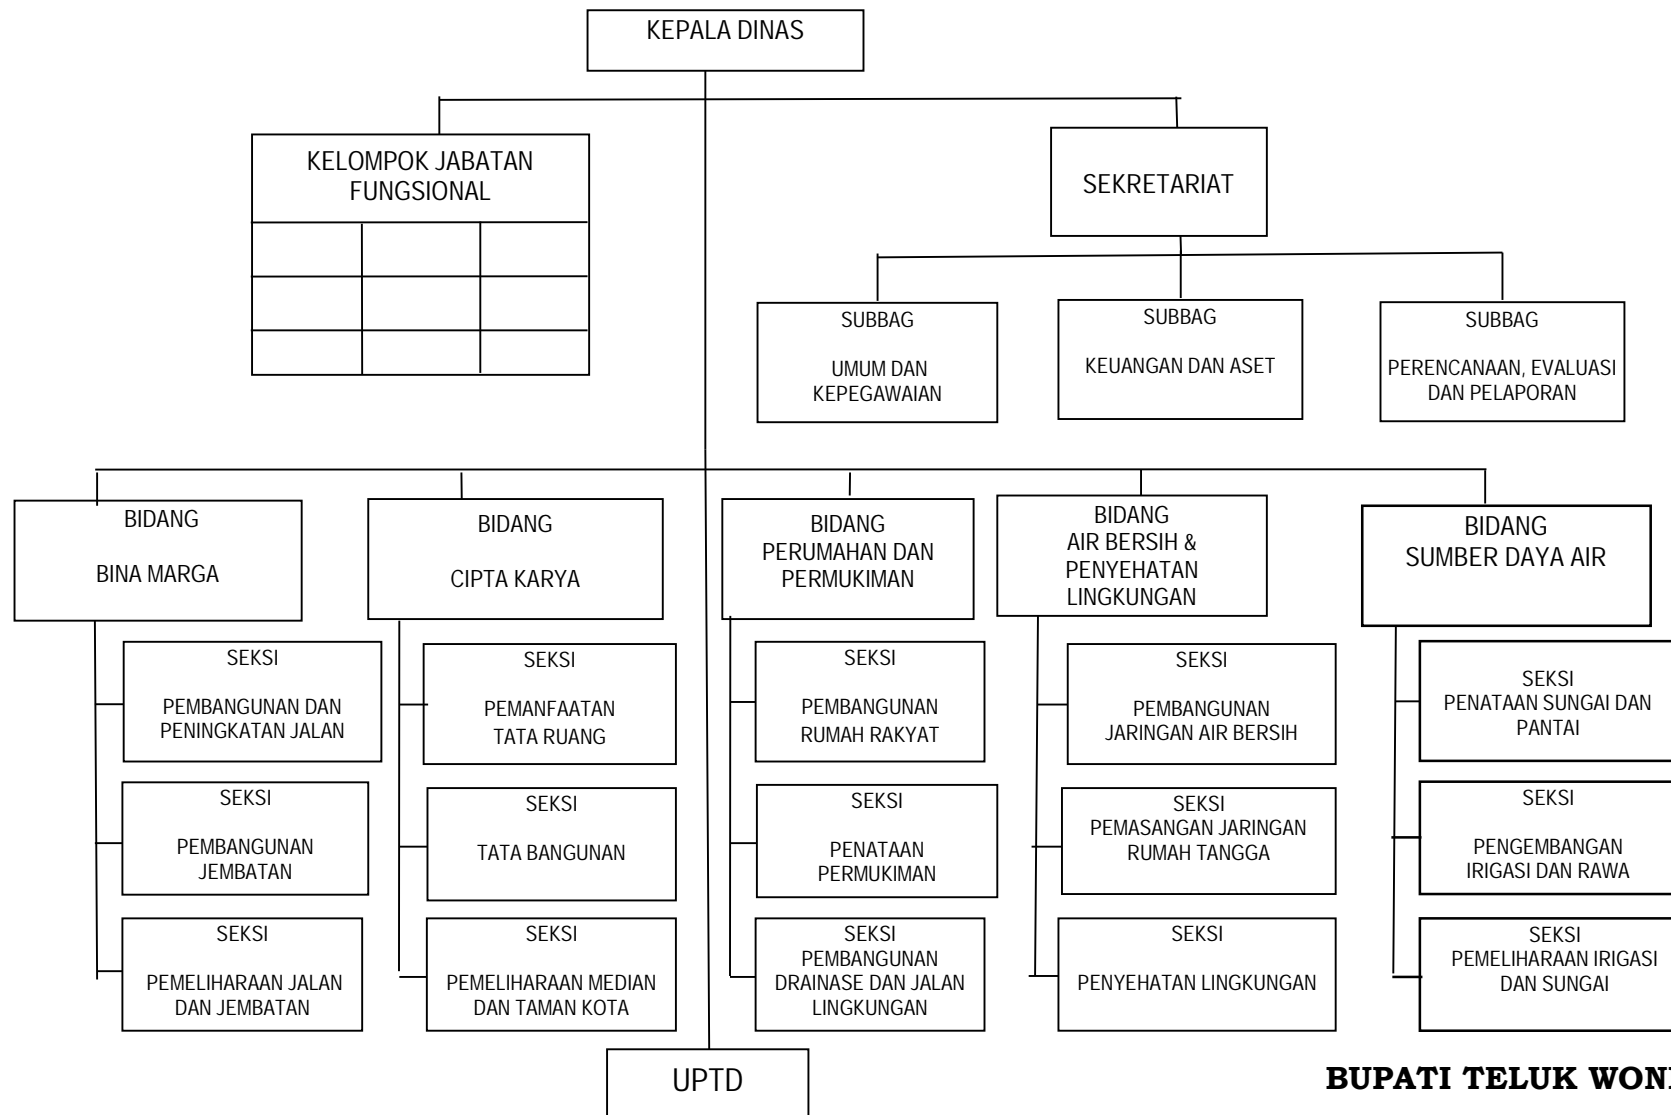 KEPALA DINAS
KELOMPOK JABATAN
FUNGSIONAL
SEKRETARIAT
SUBBAG
UMUM DAN
KEPEGAWAIAN
SUBBAG
KEUANGAN DAN ASET
SUBBAG
PERENCANAAN, EVALUASI
DAN PELAPORAN
BIDANG
BINA MARGA
BIDANG
CIPTA KARYA
BIDANG
PERUMAHAN DAN
PERMUKIMAN
BIDANG
AIR BERSIH &
PENYEHATAN
LINGKUNGAN
BIDANG
SUMBER DAYA AIR
SEKSI
PEMBANGUNAN DAN
PENINGKATAN JALAN
SEKSI
PEMANFAATAN
TATA RUANG
SEKSI
PEMBANGUNAN
RUMAH RAKYAT
SEKSI
PEMBANGUNAN
JARINGAN AIR BERSIH
SEKSI
PENATAAN SUNGAI DAN
PANTAI
SEKSI
PEMBANGUNAN
JEMBATAN
SEKSI
TATA BANGUNAN
SEKSI
PENATAAN
PERMUKIMAN
SEKSI
PEMASANGAN JARINGAN
RUMAH TANGGA
SEKSI
PENGEMBANGAN
IRIGASI DAN RAWA
SEKSI
PEMELIHARAAN JALAN
DAN JEMBATAN
SEKSI
PEMELIHARAAN MEDIAN
DAN TAMAN KOTA
SEKSI
PEMBANGUNAN
DRAINASE DAN JALAN
LINGKUNGAN
SEKSI
PENYEHATAN LINGKUNGAN
SEKSI
PEMELIHARAAN IRIGASI
DAN SUNGAI
UPTD
BUPATI TELUK